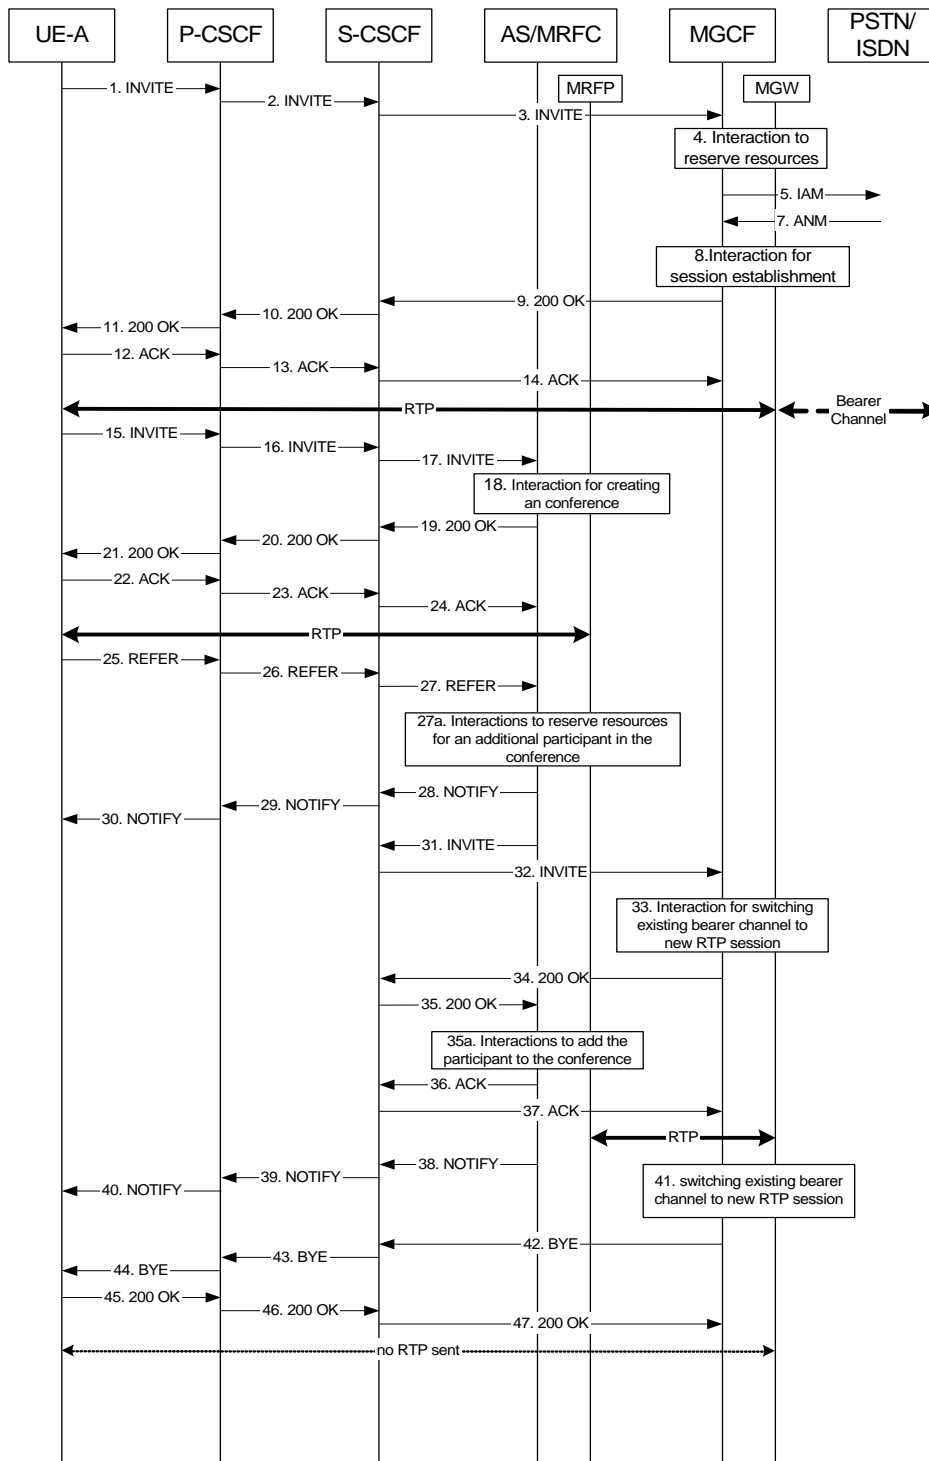 UE-A
P-CSCF
S-CSCF
AS/MRFC
MGCF
PSTN/
ISDN
MRFP
MGW
1. INVITE
2. INVITE
3. INVITE
4. Interaction to
reserve resources
5. IAM
7. ANM
8.Interaction for
session establishment
9. 200 OK
10. 200 OK
11. 200 OK
12. ACK
13. ACK
14. ACK
RTP
Bearer
Channel
15. INVITE
16. INVITE
17. INVITE
18. Interaction for creating
an conference
19. 200 OK
20. 200 OK
21. 200 OK
22. ACK
23. ACK
24. ACK
RTP
25. REFER
26. REFER
27. REFER
27a. Interactions to reserve resources
for an additional participant in the
conference
28. NOTIFY
29. NOTIFY
30. NOTIFY
31. INVITE
32. INVITE
33. Interaction for switching
existing bearer channel to
new RTP session
34. 200 OK
35. 200 OK
35a. Interactions to add the
participant to the conference
36. ACK
37. ACK
RTP
38. NOTIFY
39. NOTIFY
40. NOTIFY
41. switching existing bearer
channel to new RTP session
42. BYE
43. BYE
44. BYE
45. 200 OK
46. 200 OK
47. 200 OK
no RTP sent